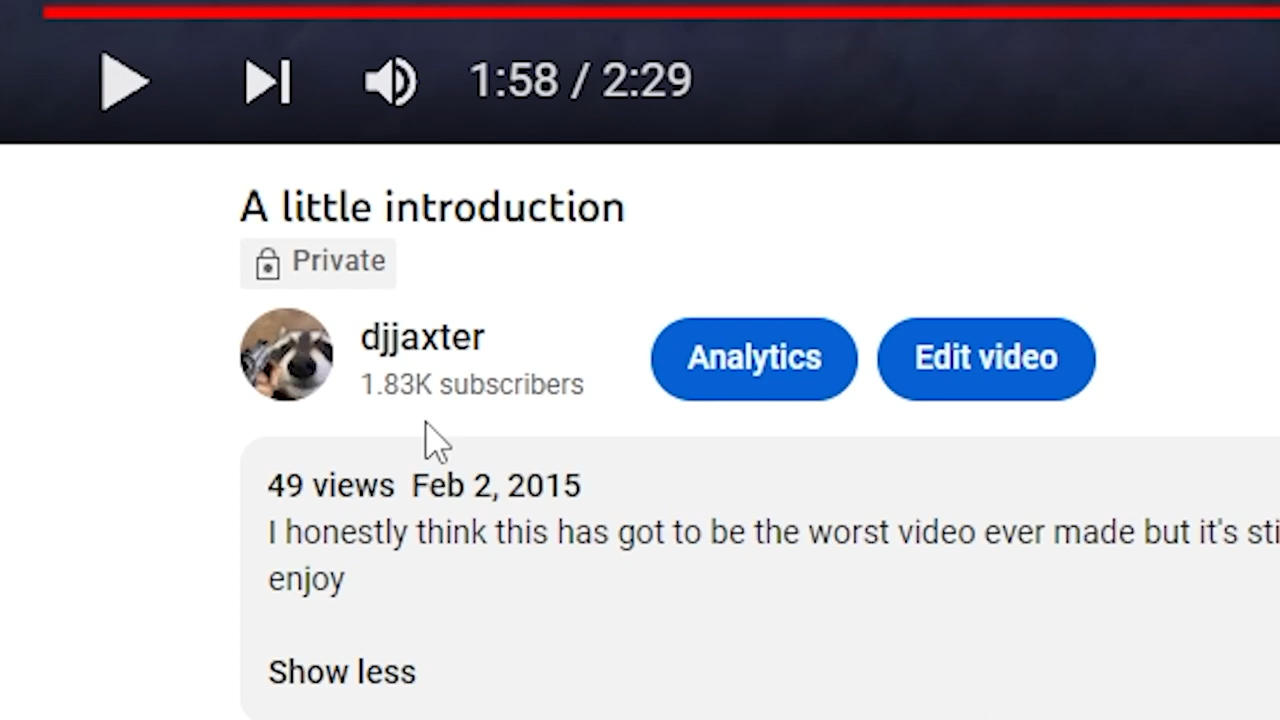 1:58 / 2:29
A little introduction
Private
djjaxter
1.83K subscribers
Analytics
Edit video
49 views Feb 2, 2015
I honestly think this has got to be the worst video ever made but it's sti
enjoy
Show less